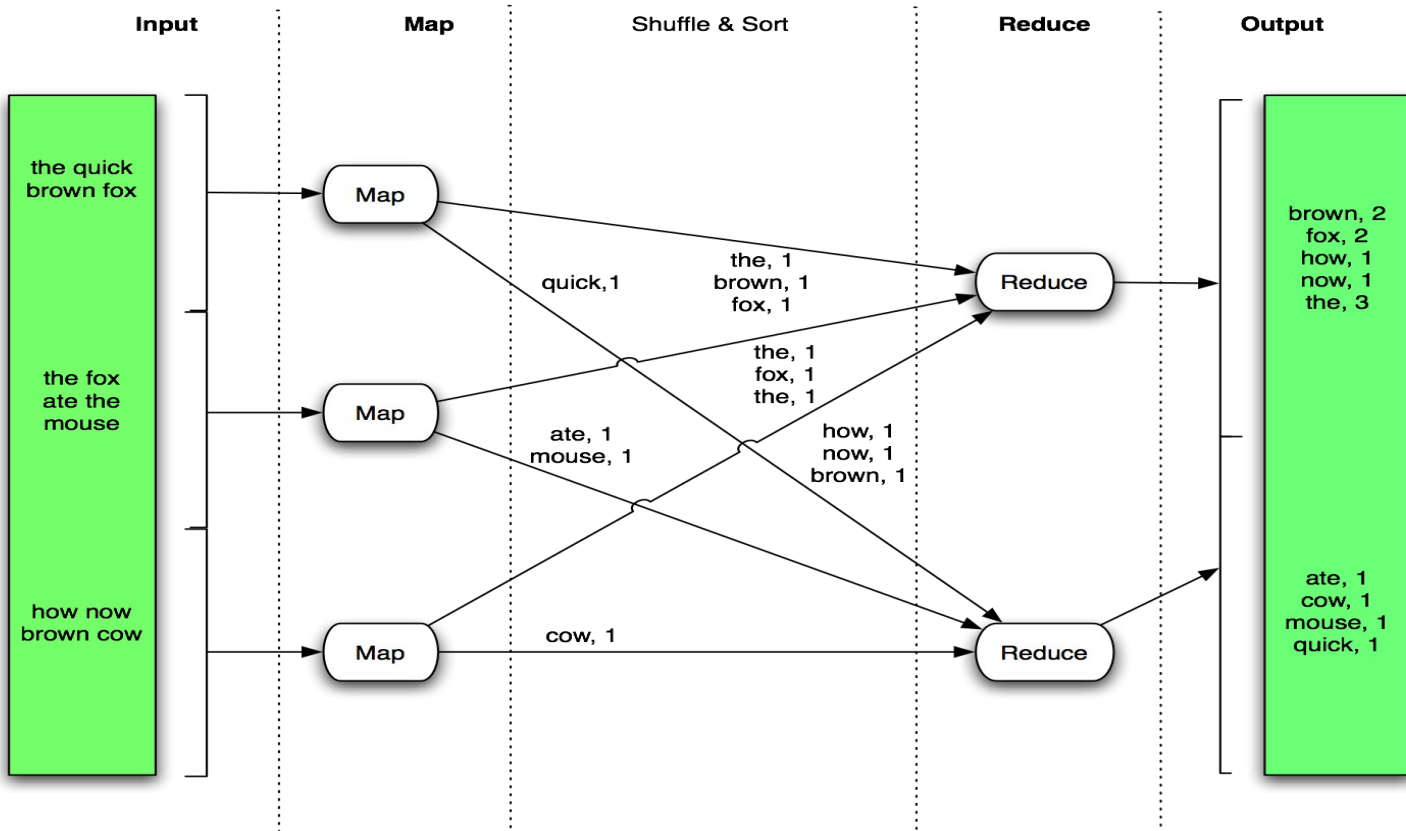 Input
Map
Shuffle & Sort
Reduce
Output
the quick
brown fox
the fox
ate the
mouse
how now
brown cow
Map
Map
Map
quick,1
the, 1
brown, 1
fox, 1
the, 1
fox, 1
the, 1
ate, 1
mouse, 1
how, 1
now, 1
brown, 1
cow, 1
Reduce
Reduce
brown, 2
fox, 2
how, 1
now, 1
the, 3
ate, 1
cow, 1
mouse, 1
quick, 1